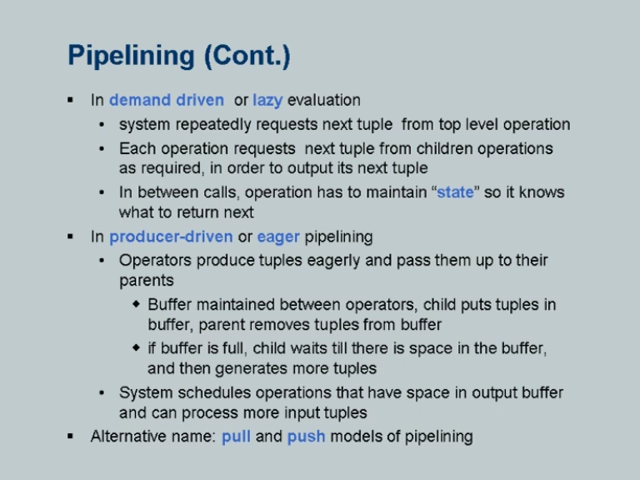 Pipelining (Cont.)
▪ In demand driven or lazy evaluation
• system repeatedly requests next tuple from top level operation
• Each operation requests next tuple from children operations
as required, in order to output its next tuple
• In between calls, operation has to maintain “state” so it knows
what to return next
▪ In producer-driven or eager pipelining
• Operators produce tuples eagerly and pass them up to their
parents
◆ Buffer maintained between operators, child puts tuples in
buffer, parent removes tuples from buffer
◆ if buffer is full, child waits till there is space in the buffer,
and then generates more tuples
• System schedules operations that have space in output buffer
and can process more input tuples
▪ Alternative name: pull and push models of pipelining